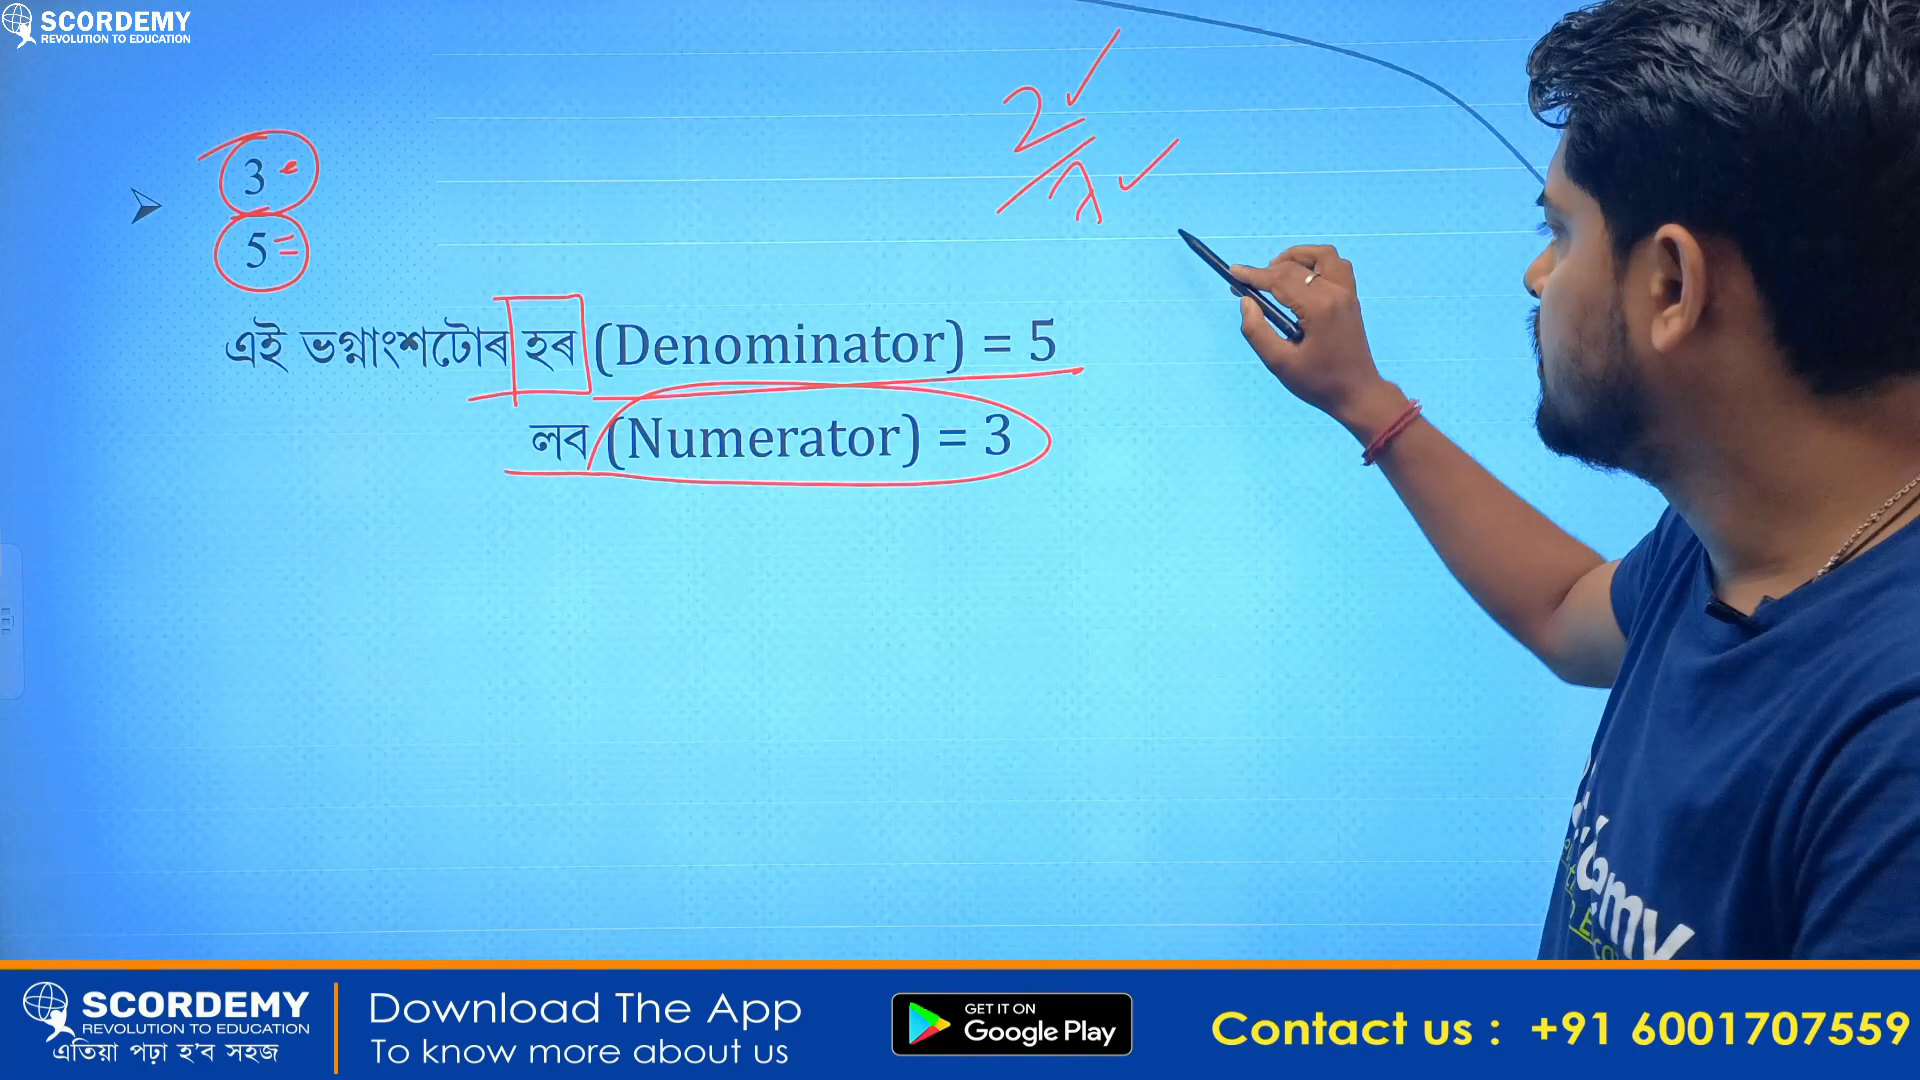 SCORDEMY
REVOLUTION TO EDUCATION
2
3
5
এই ভগ্নাংশটোৰ হৰ (Denominator) = 5
লব (Numerator) = 3
SCORDEMY
REVOLUTION TO EDUCATION
এতিয়া পঢ়া হ'ব সহজ
Download The App
To know more about us
GET IT ON
Google Play
Contact us : +91 6001707559